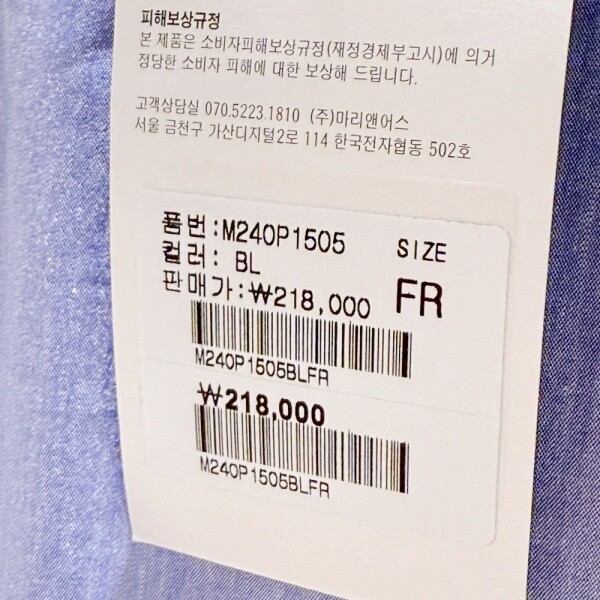 피해보상규정
본 제품은 소비자피해보상규정(재정경제부고시)에 의거
정당한 소비자 피해에 대한 보상해 드립니다.
고객상담실 070.5223.1810 (주)마리앤어스
서울 금천구 가산디지털2로 114 한국전자협동 502호
품번:M240P1505 SIZE
컬러: BL
판매가:₩218,000 FR
M240P1505BLFR
₩218,000
M240P1505BLFR